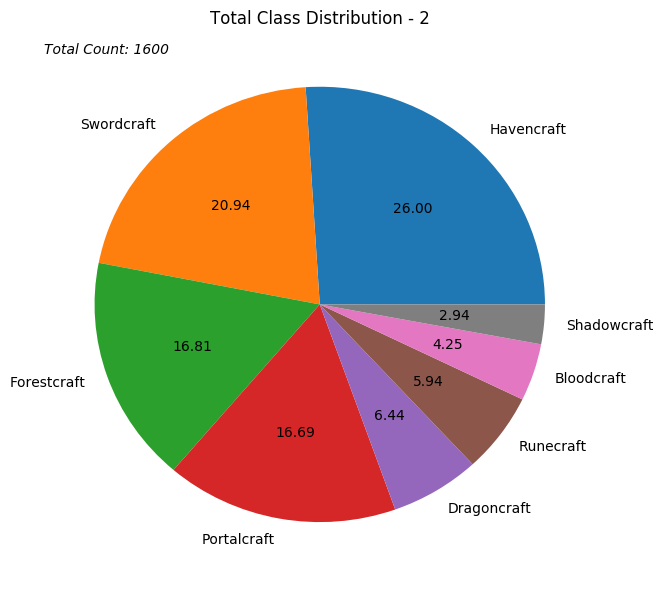 Total Class Distribution - 2
Total Count: 1600
Havencraft
Swordcraft
26.00
20.94
Shadowcraft
2.94
4.25
16.81
Bloodcraft
Forestcraft
5.94
6.44
16.69
Runecraft
Dragoncraft
Portalcraft